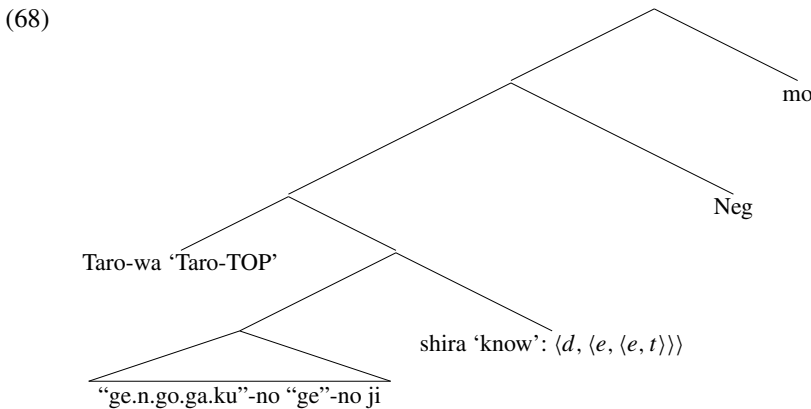 (68)
mo
Neg
Taro-wa ‘Taro-TOP’
shira ‘know’: ⟨d, ⟨e, ⟨e, t⟩⟩⟩
“ge.n.go.ga.ku”-no “ge”-no ji